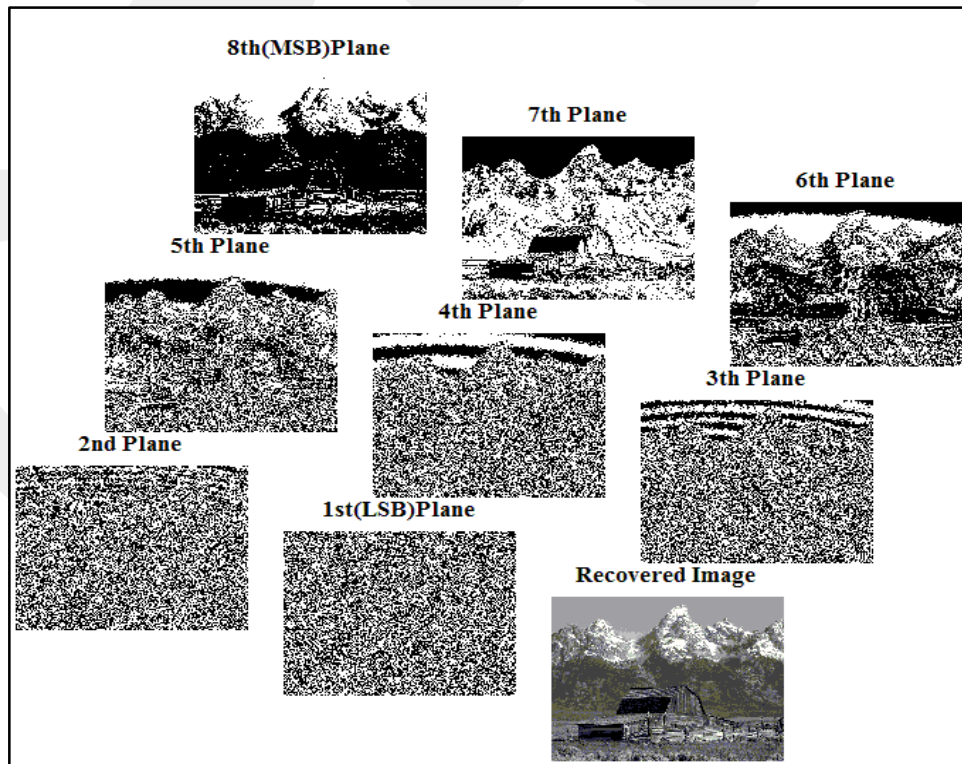 8th(MSB)Plane
7th Plane
6th Plane
5th Plane
4th Plane
3th Plane
2nd Plane
1st(LSB)Plane
Recovered Image